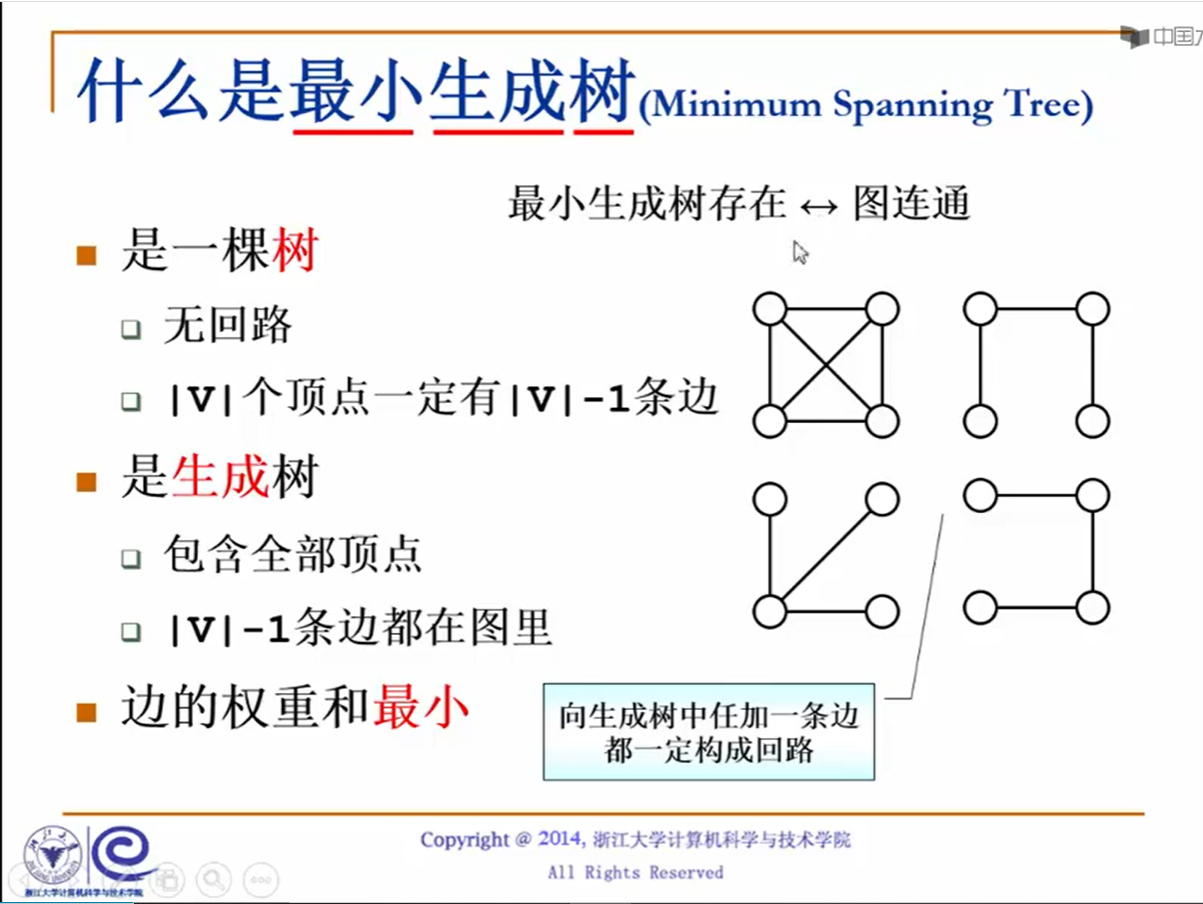 中国大
什么是最小生成树(Minimum Spanning Tree)
最小生成树存在 ↔ 图连通
是一棵树
无回路
|V|个顶点一定有|V|-1条边
是生成树
包含全部顶点
|V|-1条边都在图里
边的权重和最小
向生成树中任加一条边
都一定构成回路
Copyright @ 2014, 浙江大学计算机科学与技术学院
All Rights Reserved
浙江大学计算机科学与技术学院